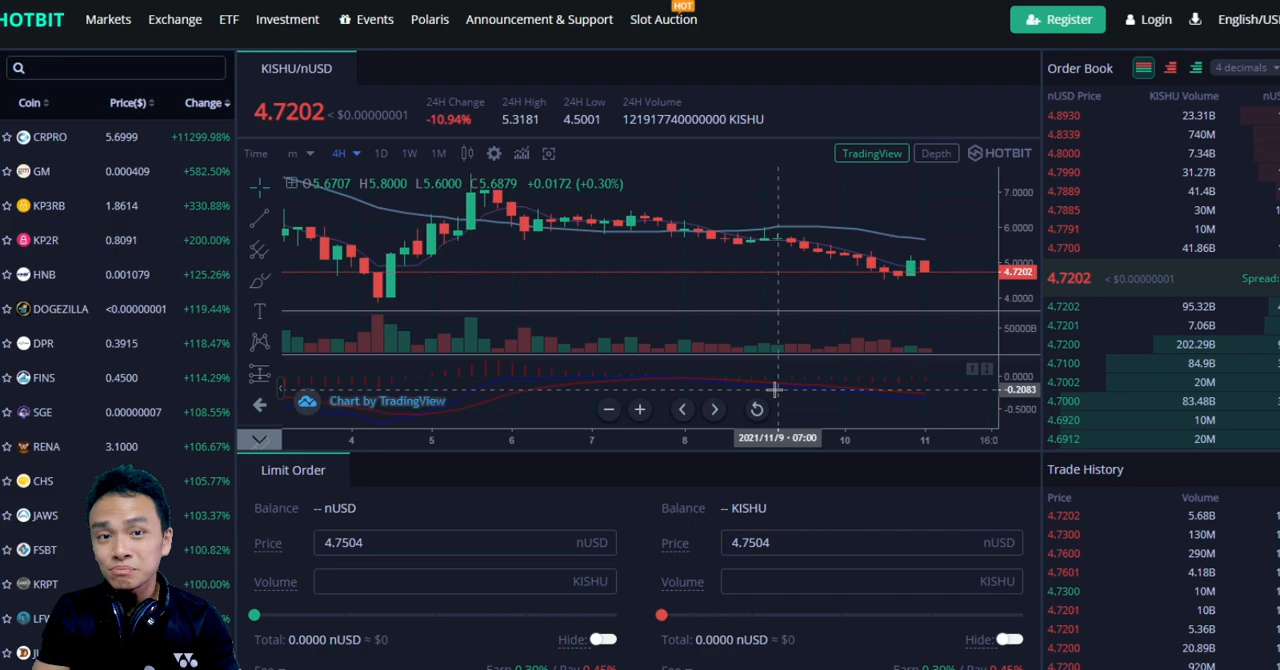 HOTBIT Markets Exchange ETF Investment Events Polaris Announcement & Support Slot Auction HOT Register Login English/US
Coin Price($) Change
CRPRO 5.6999 +11299.98%
GM 0.000409 +582.50%
KP3RB 1.8614 +330.88%
KP2R 0.8091 +200.00%
HNB 0.001079 +125.26%
DOGEZILLA <0.00000001 +119.44%
DPR 0.3915 +118.47%
FINS 0.4500 +114.29%
SGE 0.00000007 +108.55%
RENA 3.1000 +106.67%
CHS +105.77%
JAWS +103.37%
FSBT +100.82%
KRPT +100.00%
KISHU/nUSD
4.7202 < $0.00000001
24H Change 24H High 24H Low 24H Volume
-10.94% 5.3181 4.5001 121917740000000 KISHU
Time m 4H 1D 1W 1M TradingView Depth HOTBIT
O5.6707 H5.8000 L5.6000 C5.6879 +0.0172 (+0.30%)
7.0000
6.0000
5.0000
4.7202
4.0000
50000B
0.0000
-0.2083
-0.5000
Chart by TradingView
4 5 6 7 8 2021/11/9 - 07:00 10 11 16:0
Limit Order
Balance -- nUSD Balance -- KISHU
Price 4.7504 nUSD Price 4.7504 nUSD
Volume KISHU Volume KISHU
Total: 0.0000 nUSD ≈ $0 Hide: Total: 0.0000 nUSD ≈ $0 Hide:
Order Book 4 decimals
nUSD Price KISHU Volume
4.8930 23.31B
4.8339 740M
4.8000 7.34B
4.7990 31.27B
4.7889 41.4B
4.7885 30M
4.7791 10M
4.7700 41.86B
4.7202 < $0.00000001 Spread:
4.7202 95.32B
4.7201 7.06B
4.7200 202.29B
4.7100 84.9B
4.7002 20M
4.7000 83.48B
4.6920 10M
4.6912 20M
Trade History
Price Volume
4.7202 5.68B
4.7300 130M
4.7600 290M
4.7601 4.18B
4.7300 10M
4.7201 10B
4.7201 5.36B
4.7200 20.89B
4.7200 920M